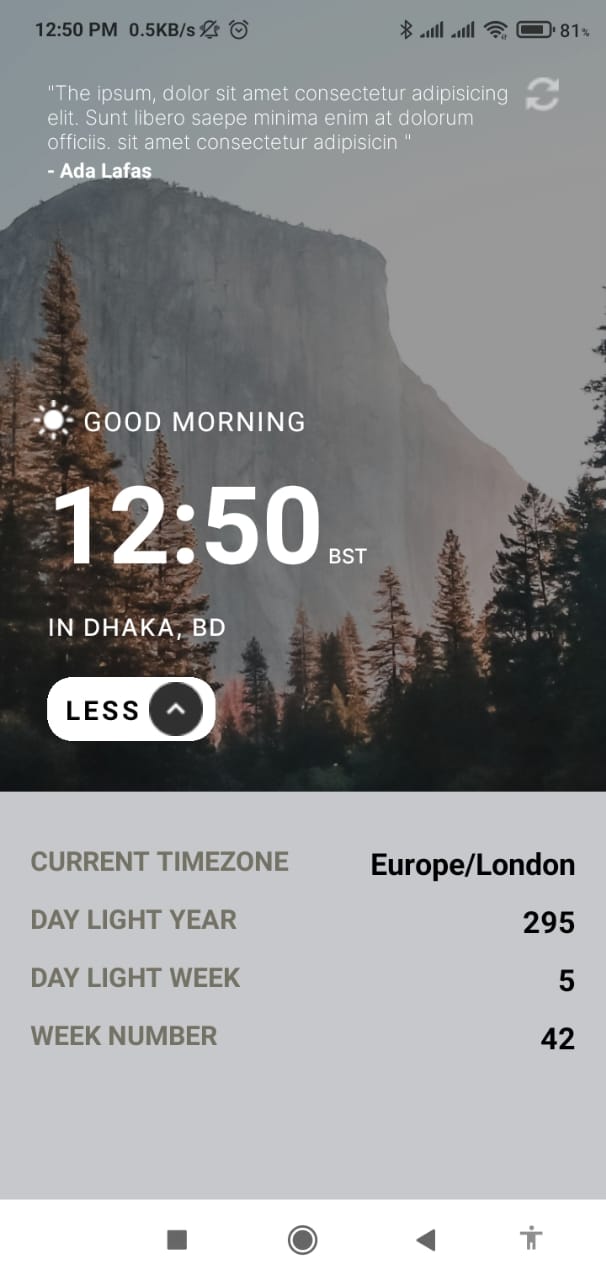 12:50 PM 0.5KB/s 81%
"The ipsum, dolor sit amet consectetur adipisicing
elit. Sunt libero saepe minima enim at dolorum
officiis. sit amet consectetur adipisicin "
- Ada Lafas
GOOD MORNING
12:50 BST
IN DHAKA, BD
LESS
CURRENT TIMEZONE Europe/London
DAY LIGHT YEAR 295
DAY LIGHT WEEK 5
WEEK NUMBER 42